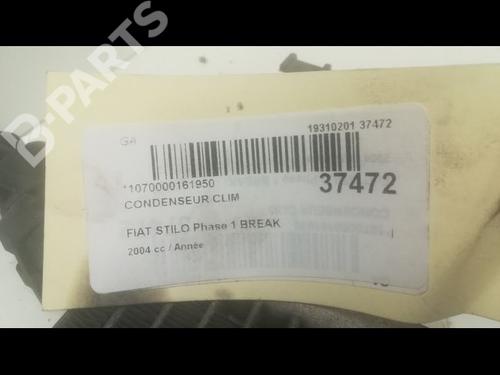 B-PARTS
GA
19310201 37472
*1070000161950
37472
CONDENSEUR CLIM
FIAT STILO Phase 1 BREAK
2004 cc / Année